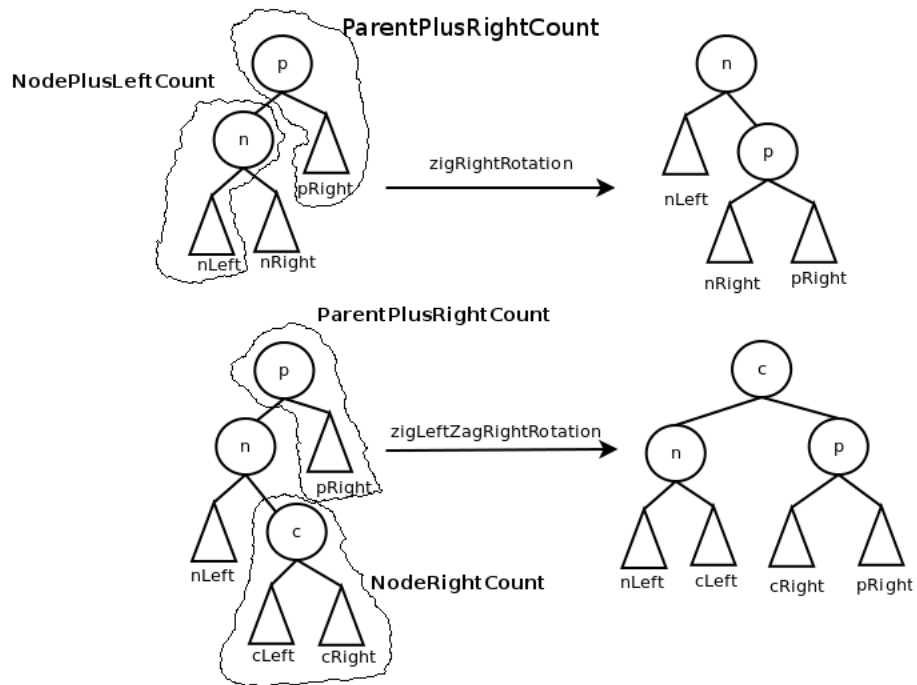 ParentPlusRightCount
p
n
NodePlusLeftCount
n
p
zigRightRotation
pRight
nLeft
nLeft
nRight
nRight
pRight
ParentPlusRightCount
p
c
zigLeftZagRightRotation
n
n
p
pRight
c
nLeft
NodeRightCount
nLeft
cLeft
cRight
pRight
cLeft
cRight